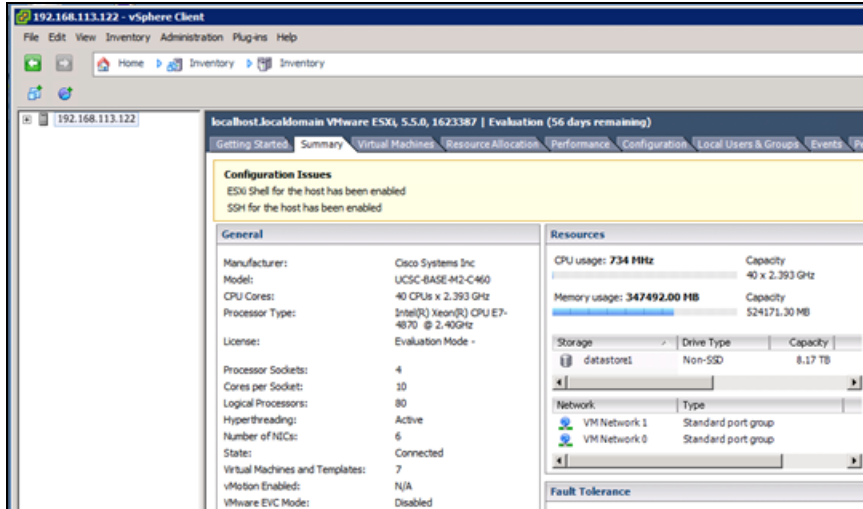 192.168.113.122 - vSphere Client
File Edit View Inventory Administration Plug-ins Help
Home Inventory Inventory
192.168.113.122
localhost.localdomain VMware ESXi, 5.5.0, 1623387 | Evaluation (56 days remaining)
Getting Started Summary Virtual Machines Resource Allocation Performance Configuration Local Users & Groups Events
Configuration Issues
ESXi Shell for the host has been enabled
SSH for the host has been enabled
General
Manufacturer: Cisco Systems Inc
Model: UCSC-BASE-M2-C460
CPU Cores: 40 CPUs x 2.393 GHz
Processor Type: Intel(R) Xeon(R) CPU E7-
4870 @ 2.40GHz
License: Evaluation Mode -
Processor Sockets: 4
Cores per Socket: 10
Logical Processors: 80
Hyperthreading: Active
Number of NICs: 6
State: Connected
Virtual Machines and Templates: 7
vMotion Enabled: N/A
VMware EVC Mode: Disabled
Resources
CPU usage: 734 MHz Capacity
40 x 2.393 GHz
Memory usage: 347492.00 MB Capacity
524171.30 MB
Storage Drive Type Capacity
datastore1 Non-SSD 8.17 TB
Network Type
VM Network 1 Standard port group
VM Network 0 Standard port group
Fault Tolerance